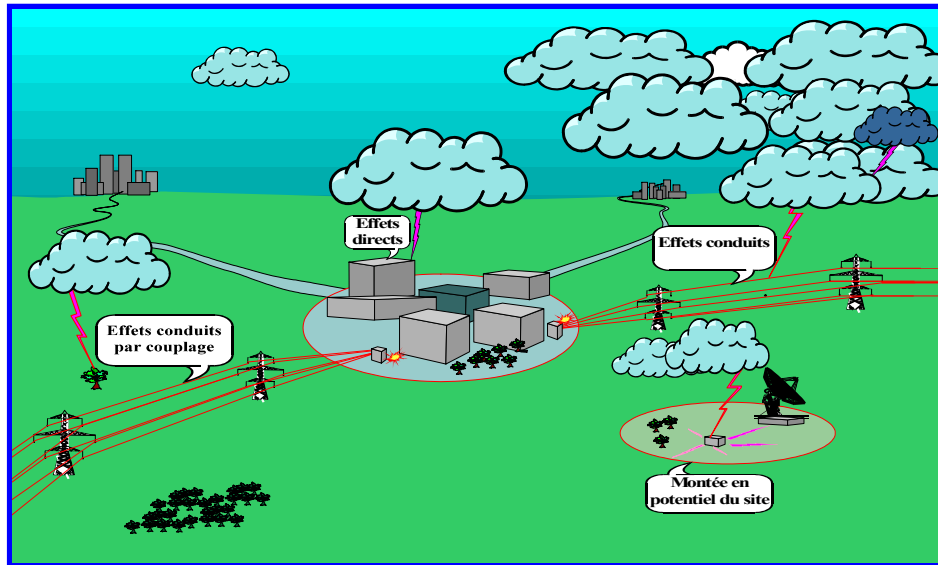 Effets
directs
Effets conduits
Effets conduits
par couplage
Montée en
potentiel du site